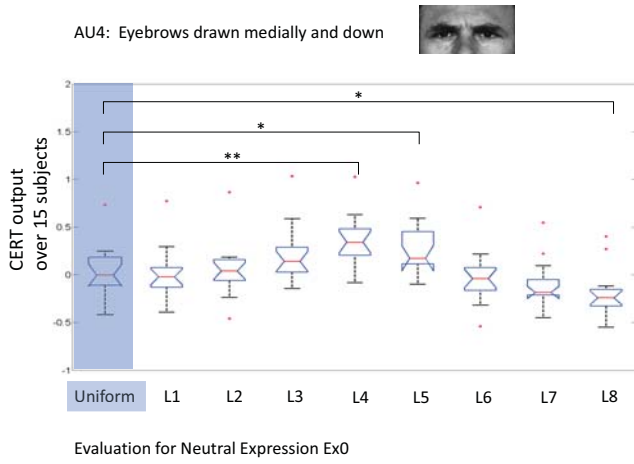 AU4: Eyebrows drawn medially and down
CERT output
over 15 subjects
2
1.5
1
0.5
0
-0.5
-1
*
*
**
Uniform L1 L2 L3 L4 L5 L6 L7 L8
Evaluation for Neutral Expression Ex0